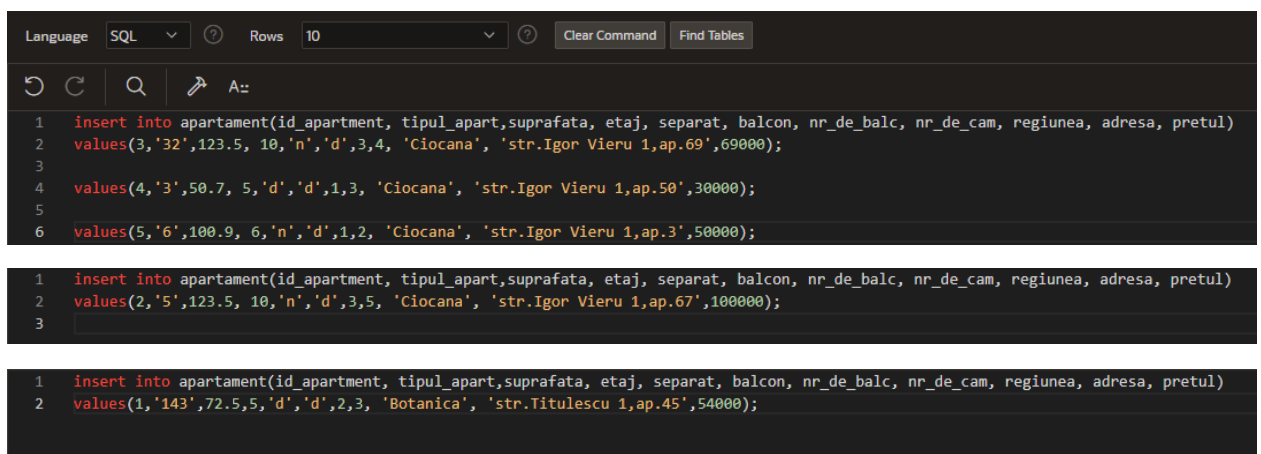 Language SQL Rows 10 Clear Command Find Tables
A::
1 insert into apartament(id_apartment, tipul_apart,suprafata, etaj, separat, balcon, nr_de_balc, nr_de_cam, regiunea, adresa, pretul)
2 values(3,'32',123.5, 10,'n','d',3,4, 'Ciocana', 'str.Igor Vieru 1,ap.69',69000);
3
4 values(4,'3',50.7, 5,'d','d',1,3, 'Ciocana', 'str.Igor Vieru 1,ap.50',30000);
5
6 values(5,'6',100.9, 6,'n','d',1,2, 'Ciocana', 'str.Igor Vieru 1,ap.3',50000);
1 insert into apartament(id_apartment, tipul_apart,suprafata, etaj, separat, balcon, nr_de_balc, nr_de_cam, regiunea, adresa, pretul)
2 values(2,'5',123.5, 10,'n','d',3,5, 'Ciocana', 'str.Igor Vieru 1,ap.67',100000);
3
1 insert into apartament(id_apartment, tipul_apart,suprafata, etaj, separat, balcon, nr_de_balc, nr_de_cam, regiunea, adresa, pretul)
2 values(1,'143',72.5,5,'d','d',2,3, 'Botanica', 'str.Titulescu 1,ap.45',54000);